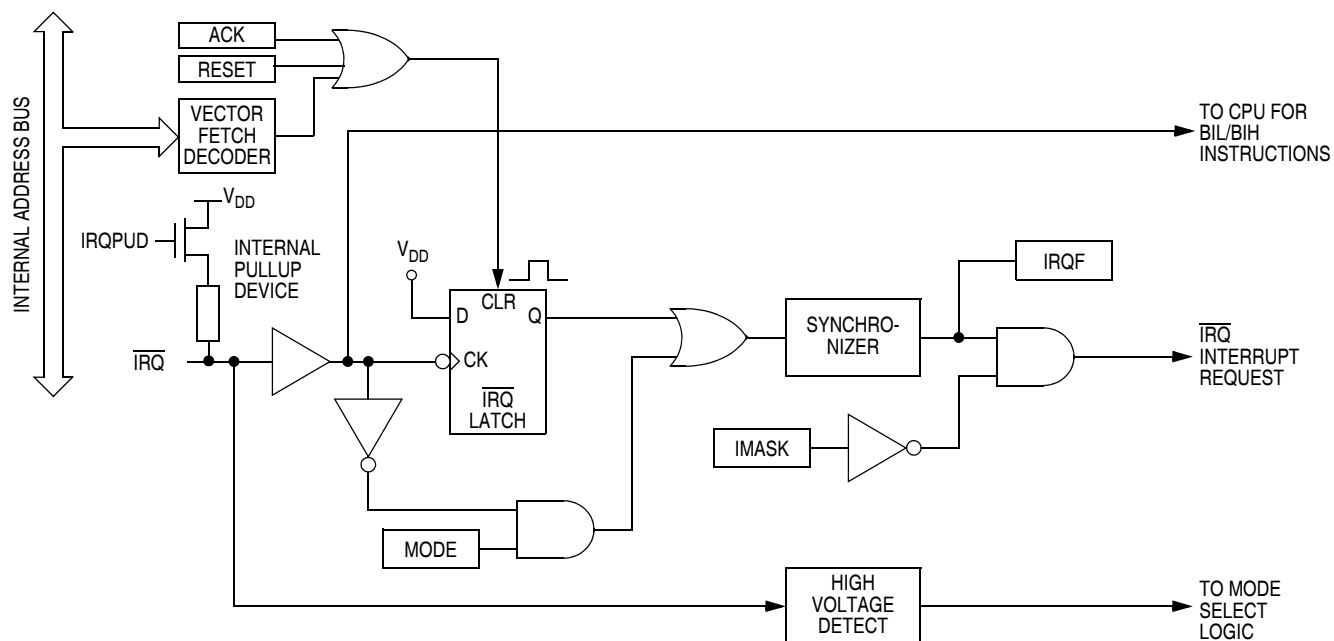 INTERNAL ADDRESS BUS
ACK
RESET
VECTOR
FETCH
DECODER
TO CPU FOR
BIL/BIH
INSTRUCTIONS
VDD
IRQPUD
INTERNAL
PULLUP
DEVICE
VDD
CLR
D
Q
CK
IRQ
LATCH
IRQ
SYNCHRO-
NIZER
IRQF
IRQ
INTERRUPT
REQUEST
IMASK
MODE
HIGH
VOLTAGE
DETECT
TO MODE
SELECT
LOGIC